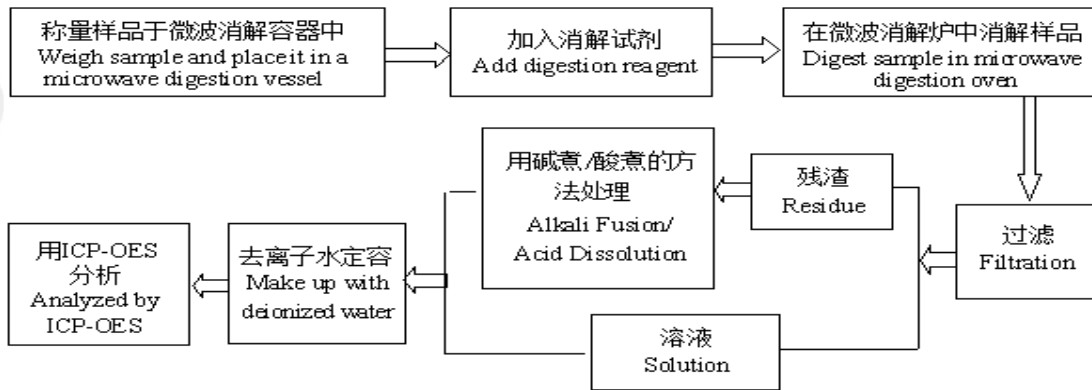 称量样品于微波消解容器中
Weigh sample and place it in a
microwave digestion vessel
加入消解试剂
Add digestion reagent
在微波消解炉中消解样品
Digest sample in microwave
digestion oven
过滤
Filtration
残渣
Residue
用碱煮/酸煮的方
法处理
Alkali Fusion/
Acid Dissolution
溶液
Solution
去离子水定容
Make up with
deionized water
用ICP-OES
分析
Analyzed by
ICP-OES